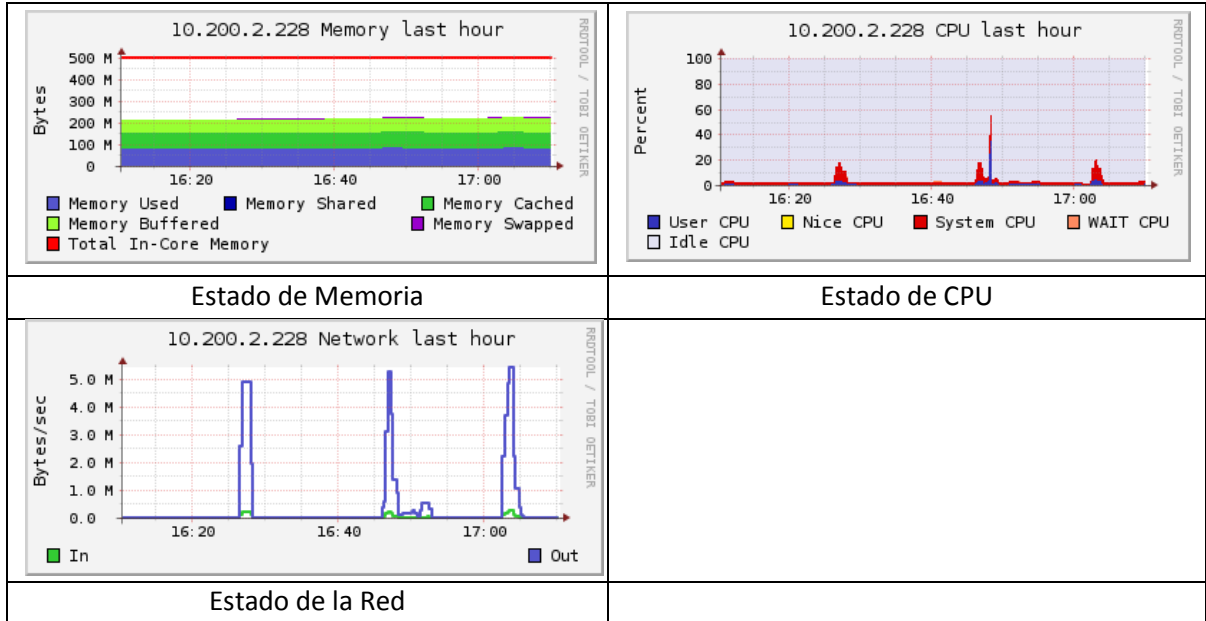 10.200.2.228 Memory last hour
RRDTOOL / TOBI OETIKER
Bytes
500 M
400 M
300 M
200 M
100 M
0
16:20 16:40 17:00
Memory Used Memory Shared Memory Cached
Memory Buffered Memory Swapped
Total In-Core Memory
10.200.2.228 CPU last hour
RRDTOOL / TOBI OETIKER
Percent
100
80
60
40
20
0
16:20 16:40 17:00
User CPU Nice CPU System CPU WAIT CPU
Idle CPU
Estado de Memoria
Estado de CPU
10.200.2.228 Network last hour
RRDTOOL / TOBI OETIKER
Bytes/sec
5.0 M
4.0 M
3.0 M
2.0 M
1.0 M
0.0
16:20 16:40 17:00
In Out
Estado de la Red